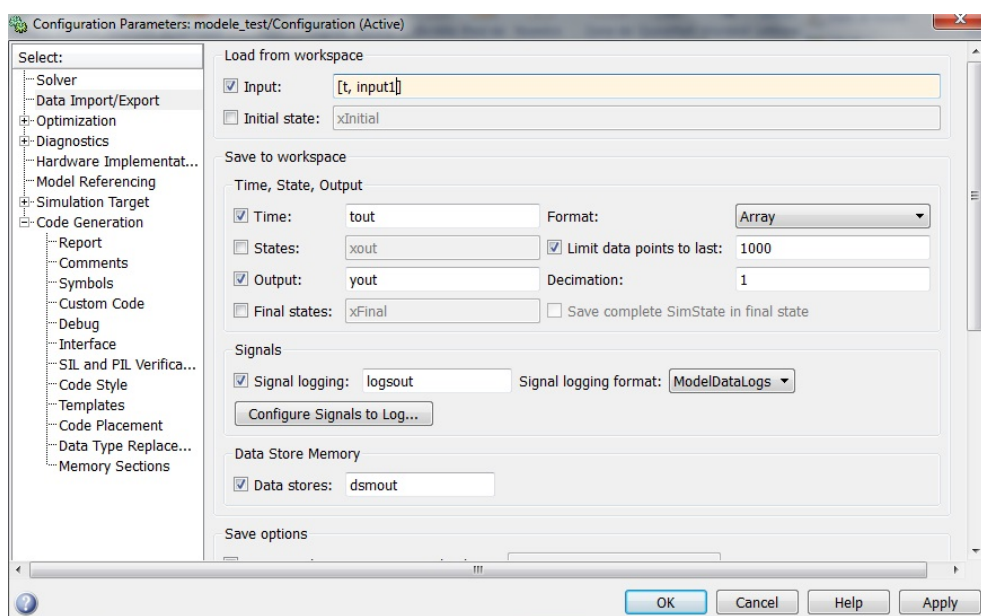 Configuration Parameters: modele_test/Configuration (Active)
Select:
Solver
Data Import/Export
Optimization
Diagnostics
Hardware Implementat...
Model Referencing
Simulation Target
Code Generation
Report
Comments
Symbols
Custom Code
Debug
Interface
SIL and PIL Verifica...
Code Style
Templates
Code Placement
Data Type Replace...
Memory Sections
Load from workspace
Input: [t, input1]
Initial state: xInitial
Save to workspace
Time, State, Output
Time: tout Format: Array
States: xout Limit data points to last: 1000
Output: yout Decimation: 1
Final states: xFinal Save complete SimState in final state
Signals
Signal logging: logsout Signal logging format: ModelDataLogs
Configure Signals to Log...
Data Store Memory
Data stores: dsmout
Save options
OK Cancel Help Apply